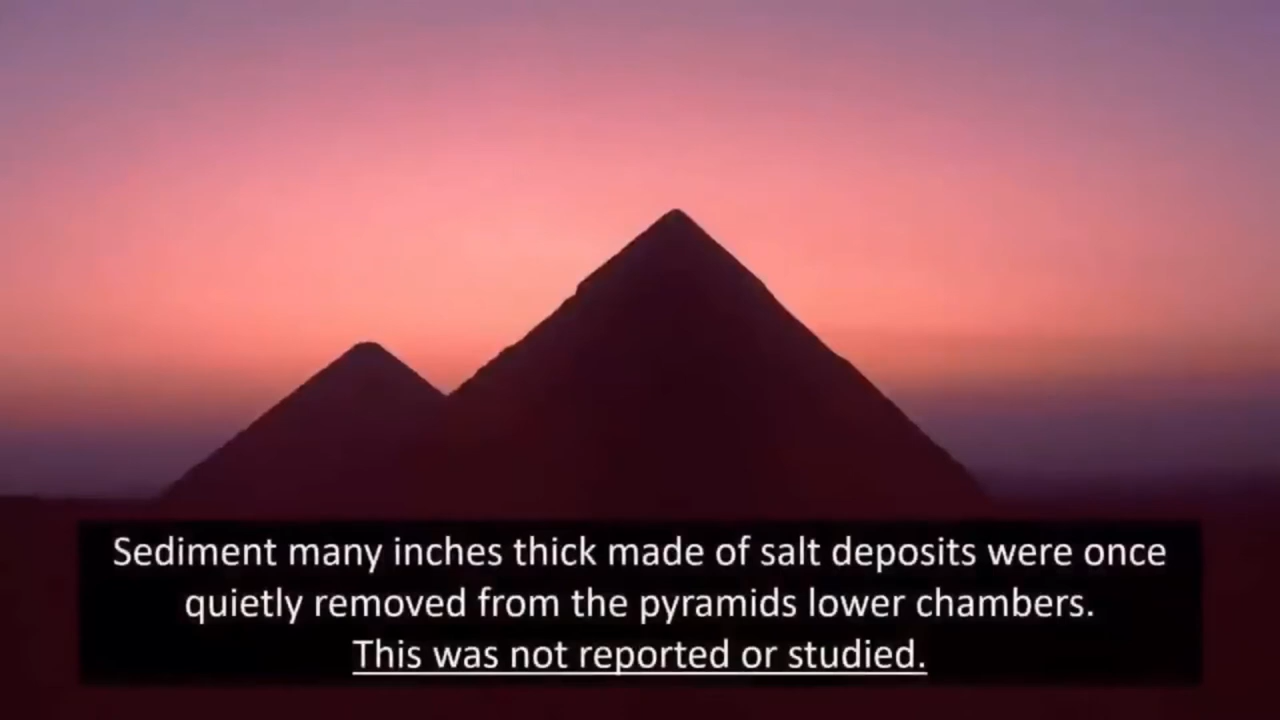 Sediment many inches thick made of salt deposits were once
quietly removed from the pyramids lower chambers.
This was not reported or studied.